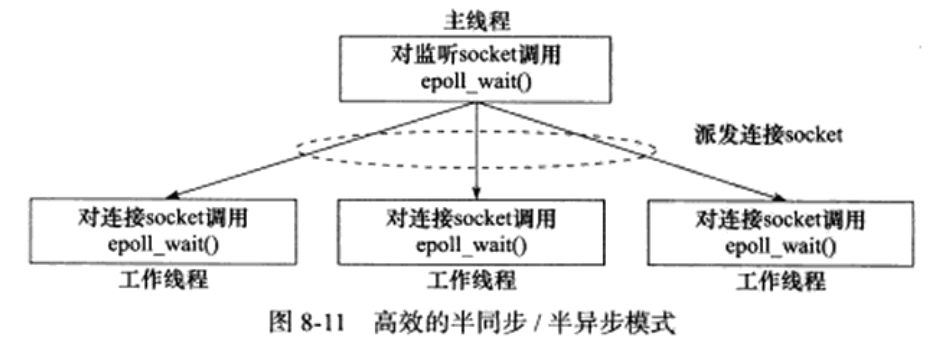 主线程
对监听socket调用
epoll_wait()
派发连接socket
对连接socket调用
epoll_wait()
工作线程
对连接socket调用
epoll_wait()
工作线程
对连接socket调用
epoll_wait()
工作线程
图 8-11 高效的半同步 / 半异步模式